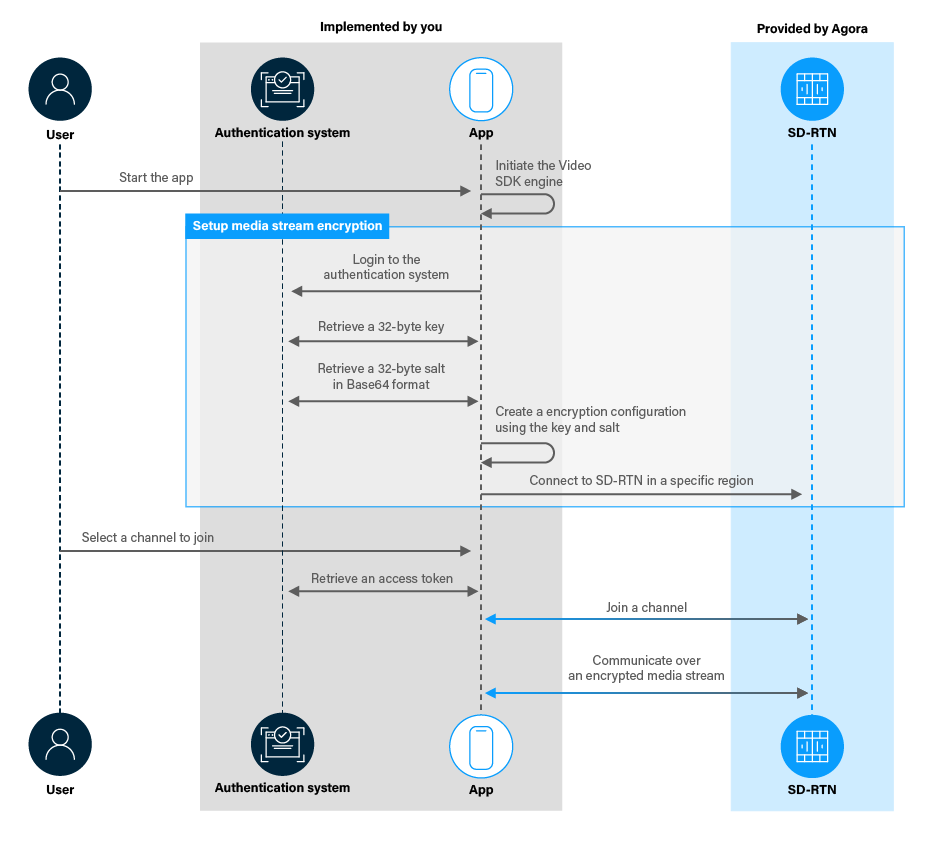 Implemented by you
Provided by Agora
User
Authentication system
App
SD-RTN
Start the app
Initiate the Video
SDK engine
Setup media stream encryption
Login to the
authentication system
Retrieve a 32-byte key
Retrieve a 32-byte salt
in Base64 format
Create a encryption configuration
using the key and salt
Connect to SD-RTN in a specific region
Select a channel to join
Retrieve an access token
Join a channel
Communicate over
an encrypted media stream
User
Authentication system
App
SD-RTN